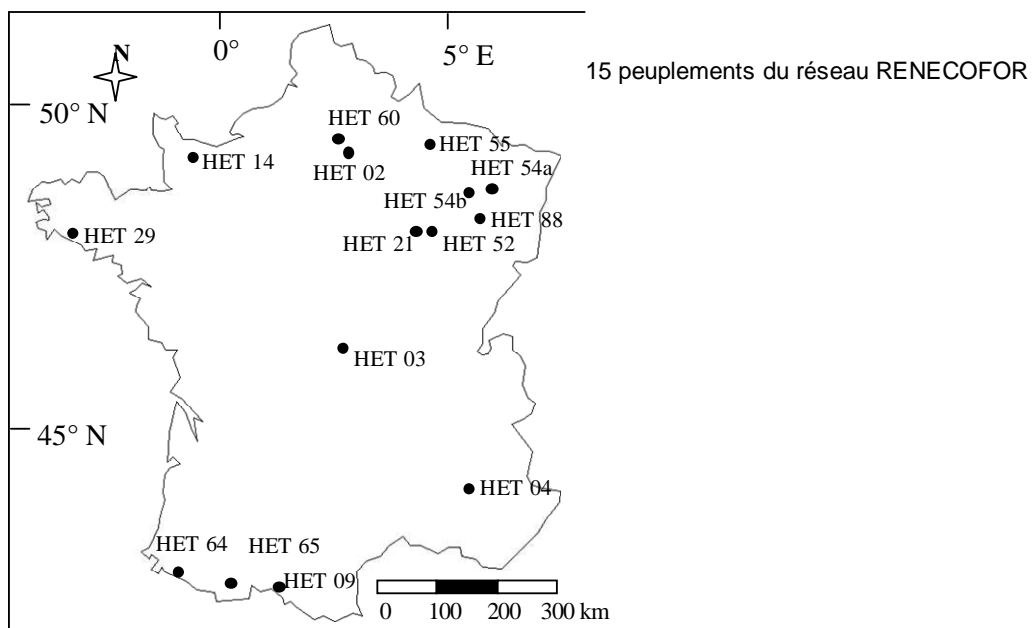 0°
5° E
N
15 peuplements du réseau RENECOFOR
50° N
HET 60
HET 55
HET 14
HET 02
HET 54a
HET 54b
HET 88
HET 29
HET 21
HET 52
HET 03
45° N
HET 04
HET 64
HET 65
HET 09
0 100 200 300 km